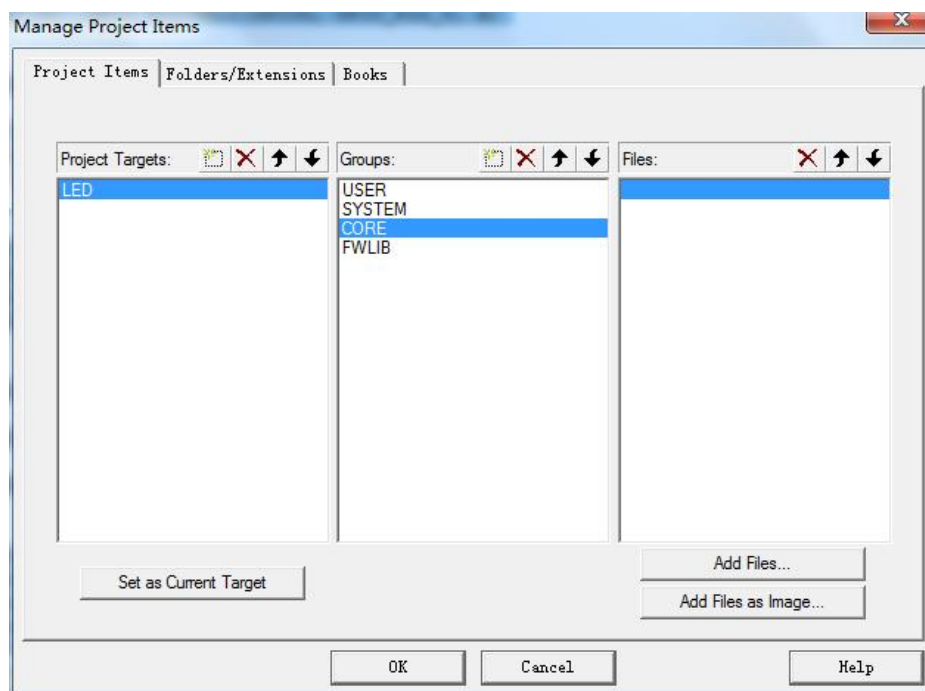 Manage Project Items
Project Items Folders/Extensions Books
Project Targets: Groups: Files:
LED
USER
SYSTEM
CORE
FWLIB
Set as Current Target
Add Files...
Add Files as Image...
OK Cancel Help